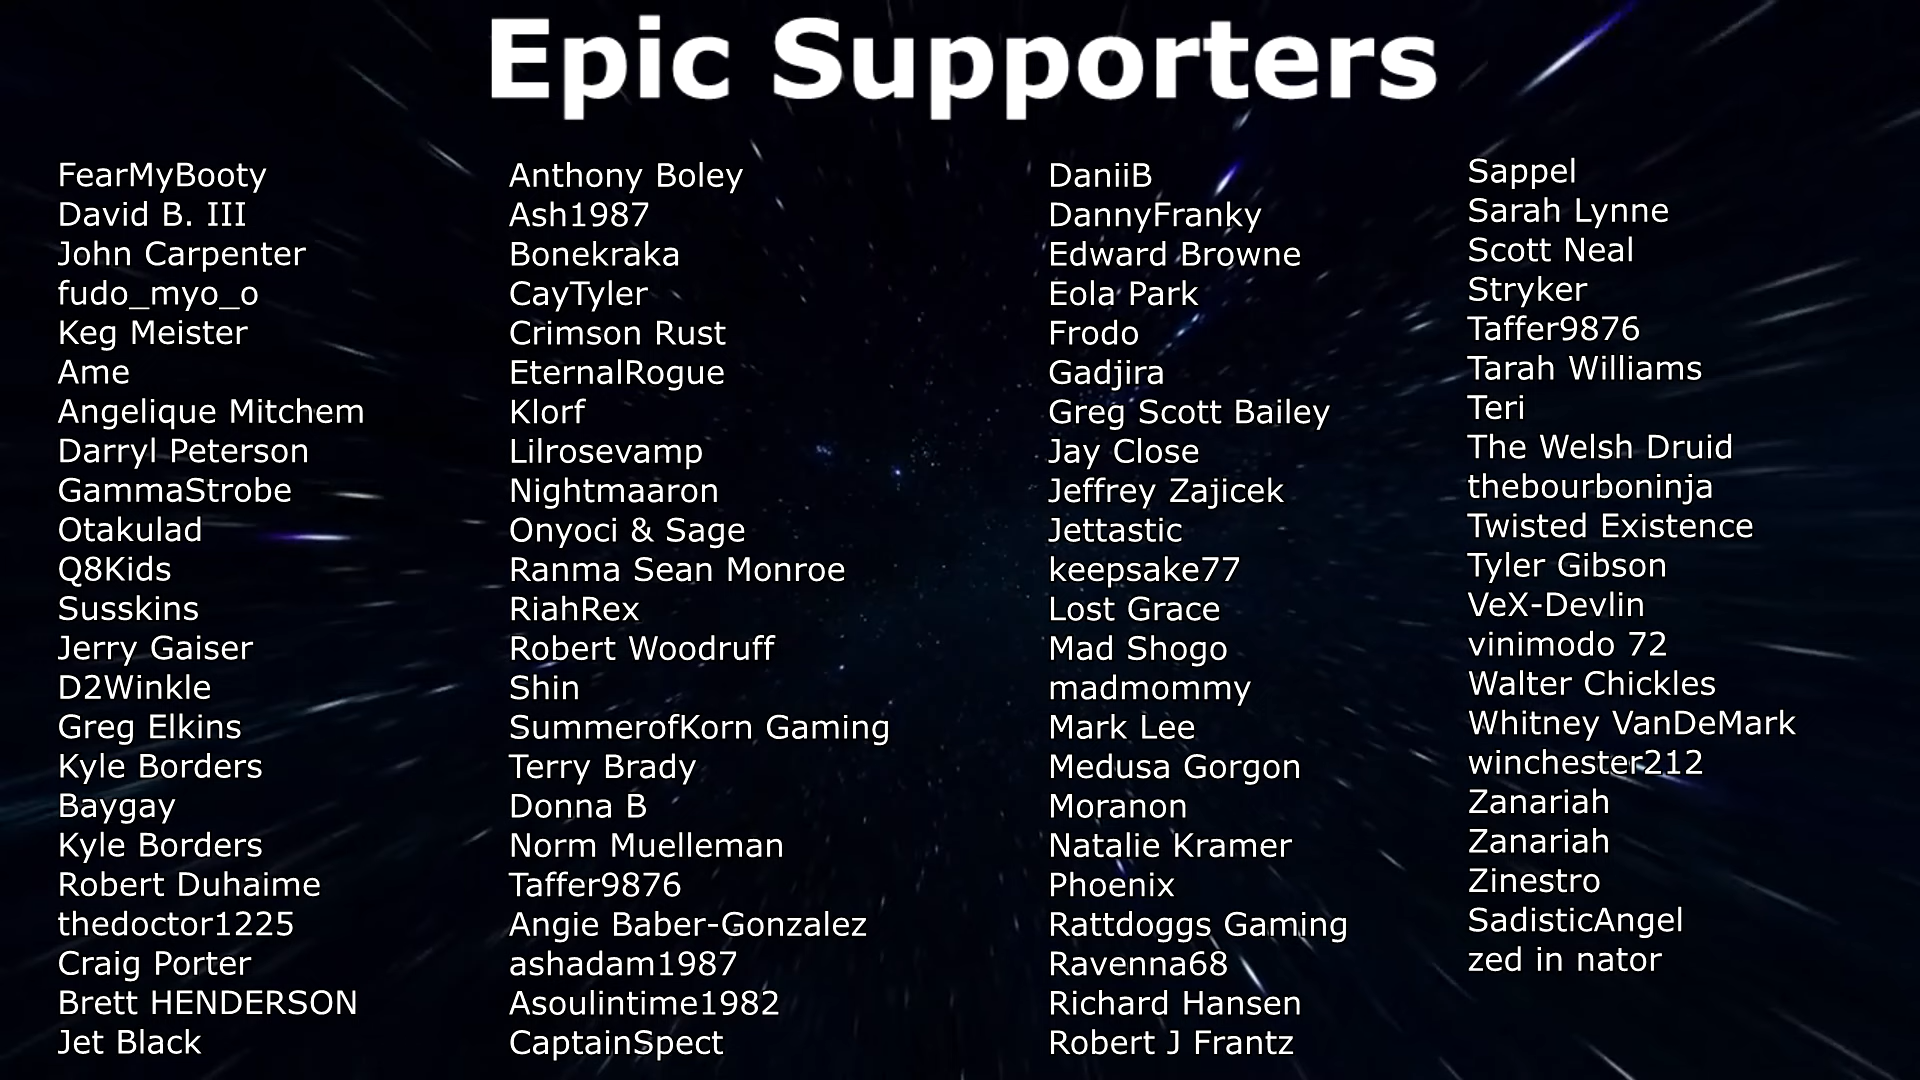 Epic Supporters
FearMyBooty
David B. III
John Carpenter
fudo_myo_o
Keg Meister
Ame
Angelique Mitchem
Darryl Peterson
GammaStrobe
Otakulad
Q8Kids
Susskins
Jerry Gaiser
D2Winkle
Greg Elkins
Kyle Borders
Baygay
Kyle Borders
Robert Duhaime
thedoctor1225
Craig Porter
Brett HENDERSON
Jet Black
Anthony Boley
Ash1987
Bonekraka
CayTyler
Crimson Rust
EternalRogue
Klorf
Lilrosevamp
Nightmaaron
Onyoci & Sage
Ranma Sean Monroe
RiahRex
Robert Woodruff
Shin
SummerofKorn Gaming
Terry Brady
Donna B
Norm Muelleman
Taffer9876
Angie Baber-Gonzalez
ashadam1987
Asoulintime1982
CaptainSpect
DaniiB
DannyFranky
Edward Browne
Eola Park
Frodo
Gadjira
Greg Scott Bailey
Jay Close
Jeffrey Zajicek
Jettastic
keepsake77
Lost Grace
Mad Shogo
madmommy
Mark Lee
Medusa Gorgon
Moranon
Natalie Kramer
Phoenix
Rattdoggs Gaming
Ravenna68
Richard Hansen
Robert J Frantz
Sappel
Sarah Lynne
Scott Neal
Stryker
Taffer9876
Tarah Williams
Teri
The Welsh Druid
thebourboninja
Twisted Existence
Tyler Gibson
VeX-Devlin
vinimodo 72
Walter Chickles
Whitney VanDeMark
winchester212
Zanariah
Zanariah
Zinestro
SadisticAngel
zed in nator